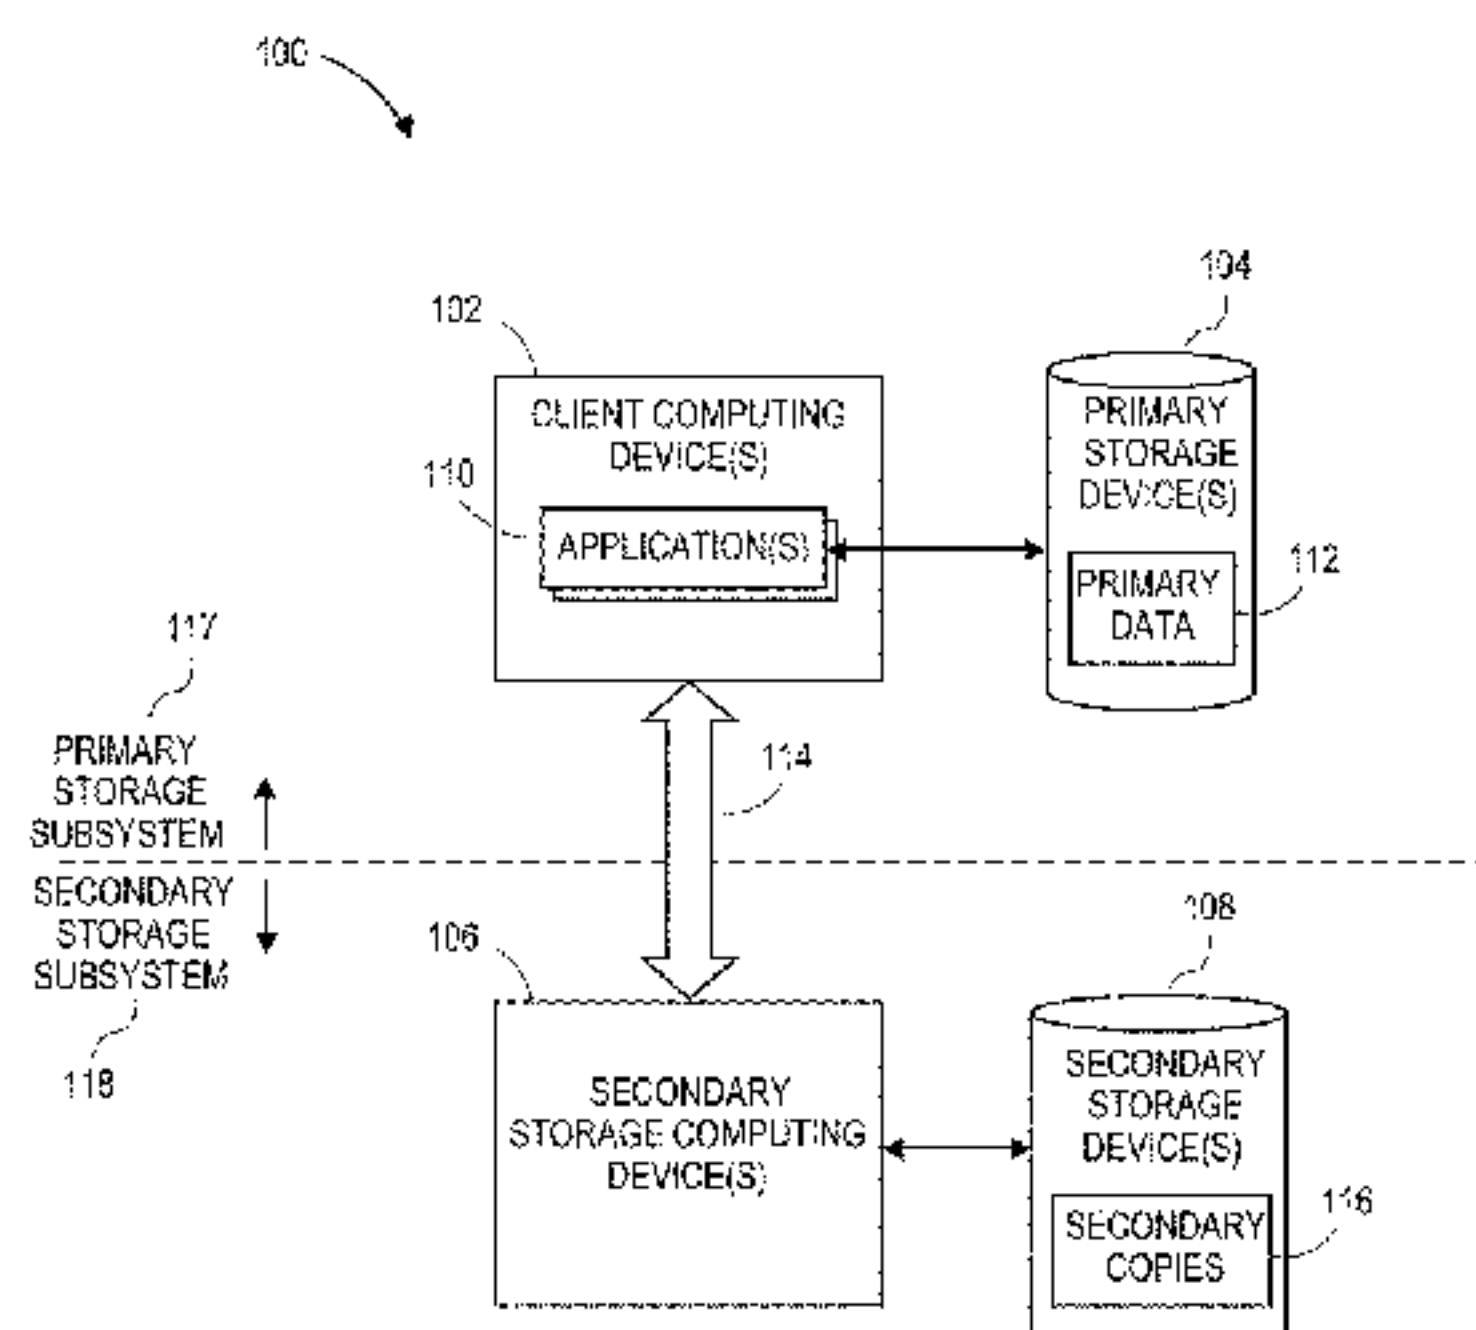 100
104
102
CLIENT COMPUTING
DEVICE(S)
110
APPLICATION(S)
PRIMARY
STORAGE
DEVICE(S)
112
PRIMARY
DATA
117
PRIMARY
STORAGE
SUBSYSTEM
114
SECONDARY
STORAGE
SUBSYSTEM
118
106
108
SECONDARY
STORAGE COMPUTING
DEVICE(S)
SECONDARY
STORAGE
DEVICE(S)
116
SECONDARY
COPIES